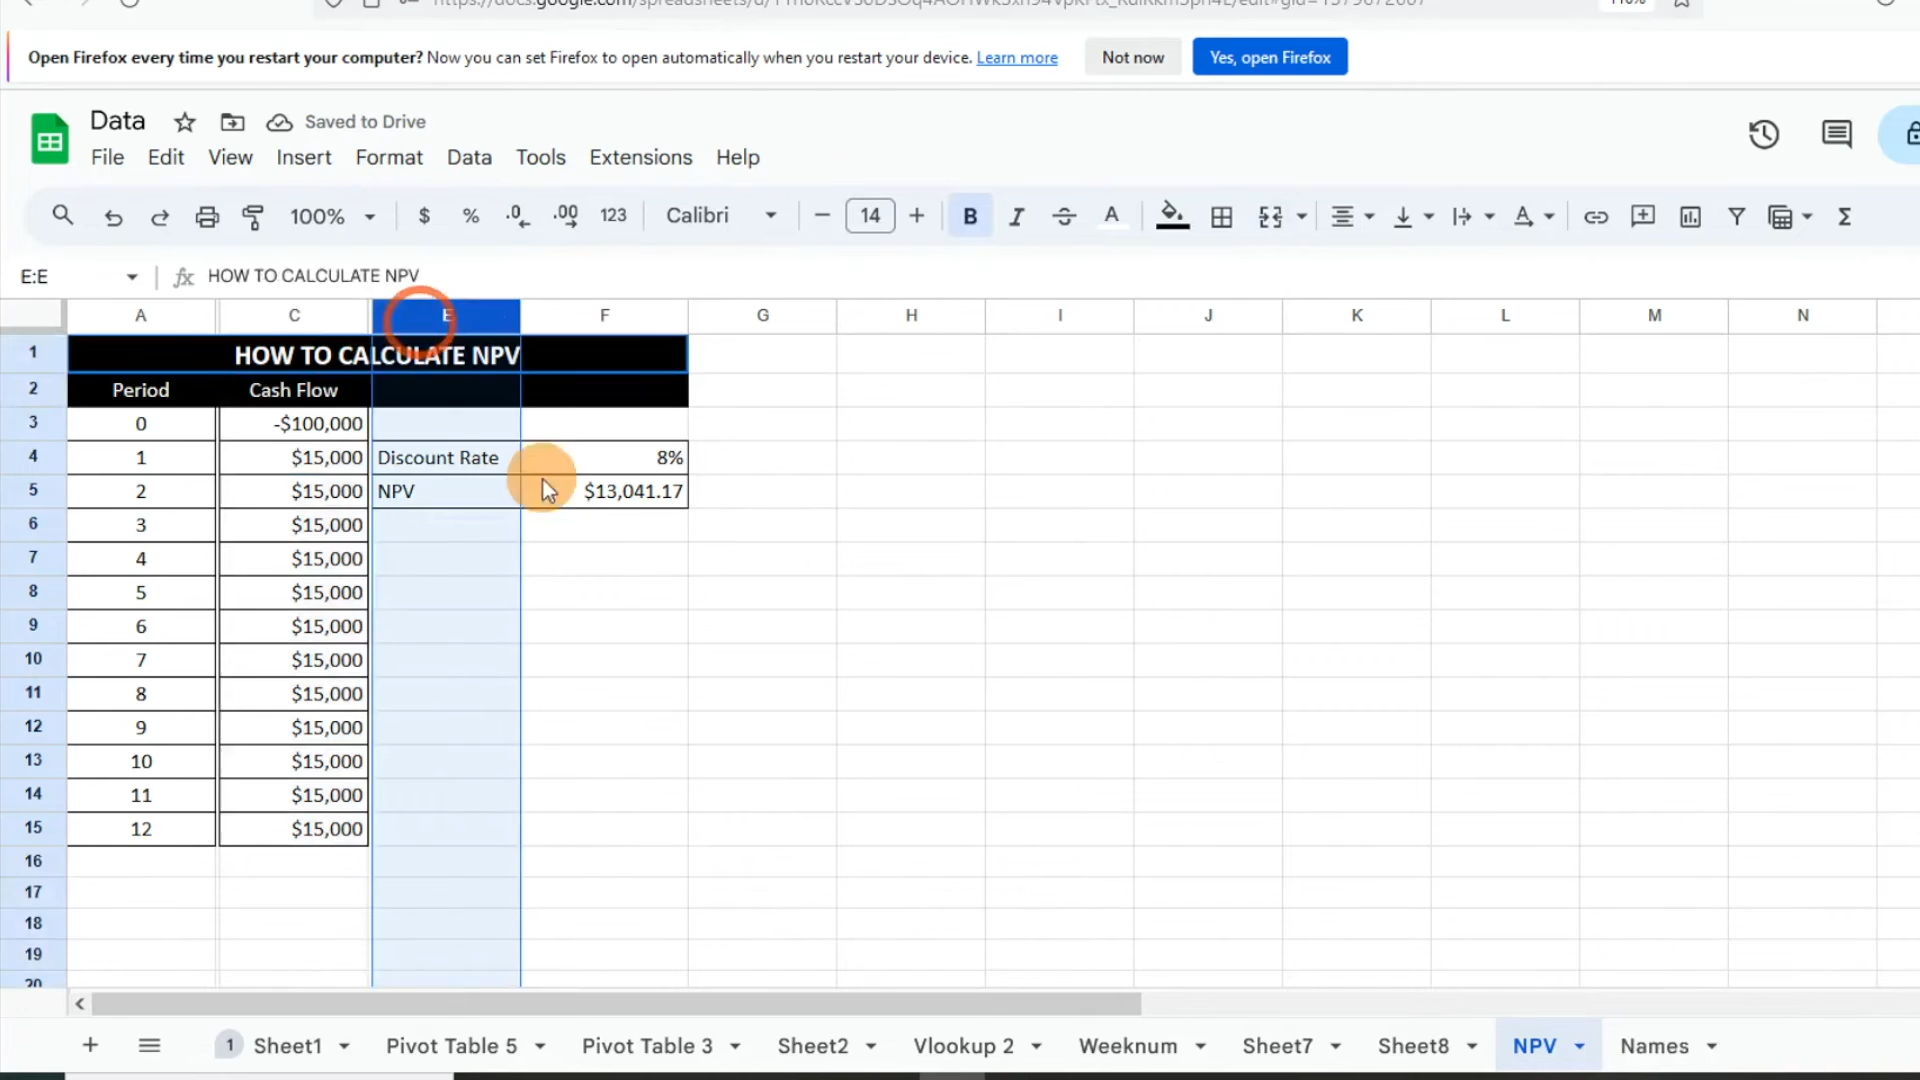 Open Firefox every time you restart your computer? Now you can set Firefox to open automatically when you restart your device. Learn more Not now Yes, open Firefox
Data Saved to Drive
File Edit View Insert Format Data Tools Extensions Help
100% $ % .0 .00 123 Calibri 14 B I A Σ
E:E fx HOW TO CALCULATE NPV
A C E F G H I J K L M N
1 HOW TO CALCULATE NPV
2 Period Cash Flow
3 0 -$100,000
4 1 $15,000 Discount Rate 8%
5 2 $15,000 NPV $13,041.17
6 3 $15,000
7 4 $15,000
8 5 $15,000
9 6 $15,000
10 7 $15,000
11 8 $15,000
12 9 $15,000
13 10 $15,000
14 11 $15,000
15 12 $15,000
16
17
18
19
20
1 Sheet1 Pivot Table 5 Pivot Table 3 Sheet2 Vlookup 2 Weeknum Sheet7 Sheet8 NPV Names